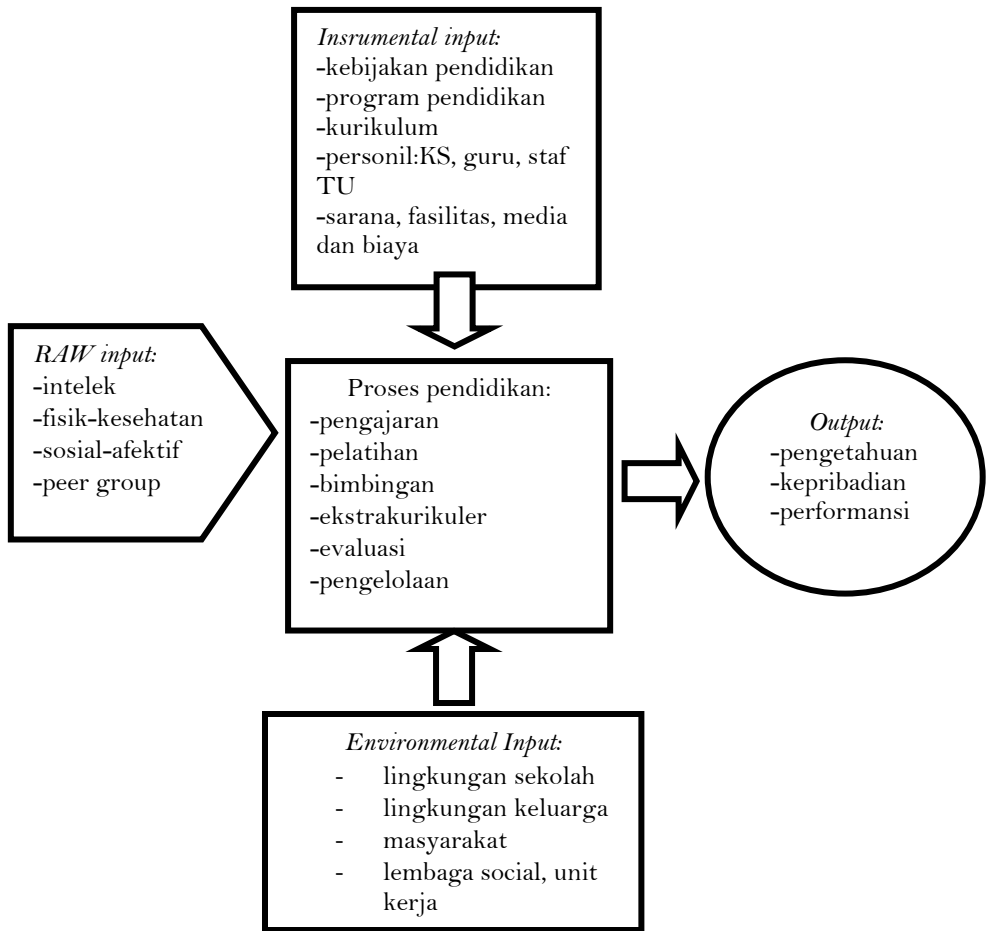 Insrumental input:
-kebijakan pendidikan
-program pendidikan
-kurikulum
-personil:KS, guru, staf
TU
-sarana, fasilitas, media
dan biaya
RAW input:
-intelek
-fisik-kesehatan
-sosial-afektif
-peer group
Proses pendidikan:
-pengajaran
-pelatihan
-bimbingan
-ekstrakurikuler
-evaluasi
-pengelolaan
Output:
-pengetahuan
-kepribadian
-performansi
Environmental Input:
- lingkungan sekolah
- lingkungan keluarga
- masyarakat
- lembaga social, unit
kerja